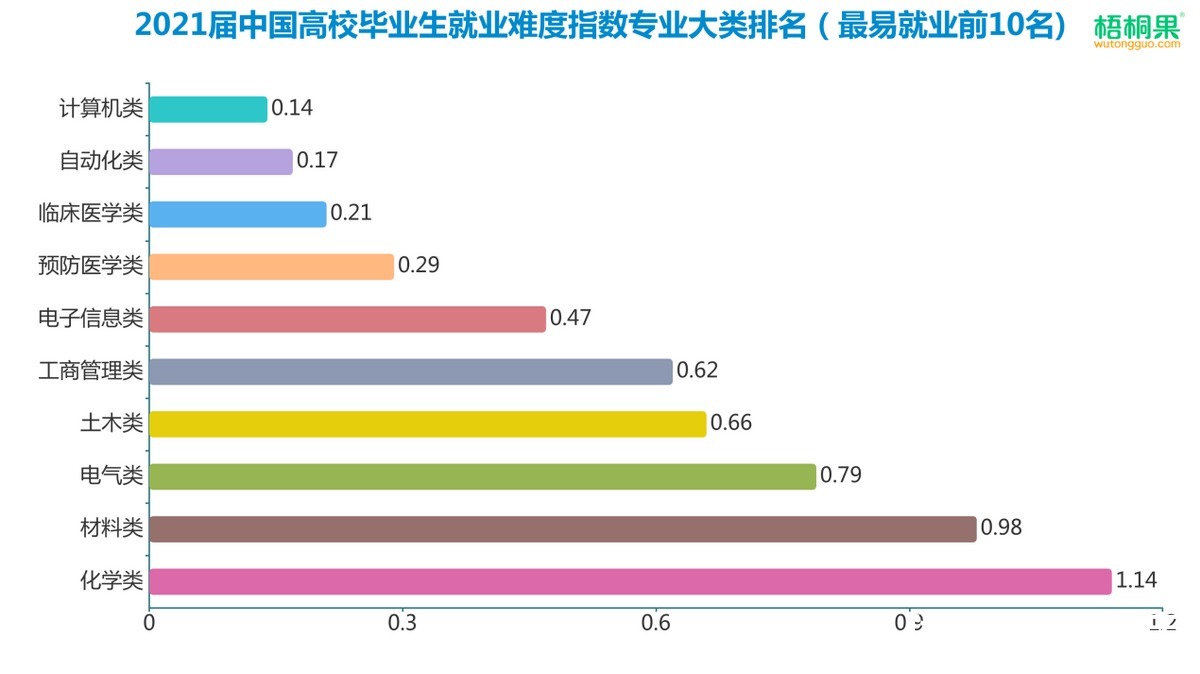 2021届中国高校毕业生就业难度指数专业大类排名（最易就业前10名)
梧桐果
wutongguo.com
计算机类 0.14
自动化类 0.17
临床医学类 0.21
预防医学类 0.29
电子信息类 0.47
工商管理类 0.62
土木类 0.66
电气类 0.79
材料类 0.98
化学类 1.14
0 0.3 0.6